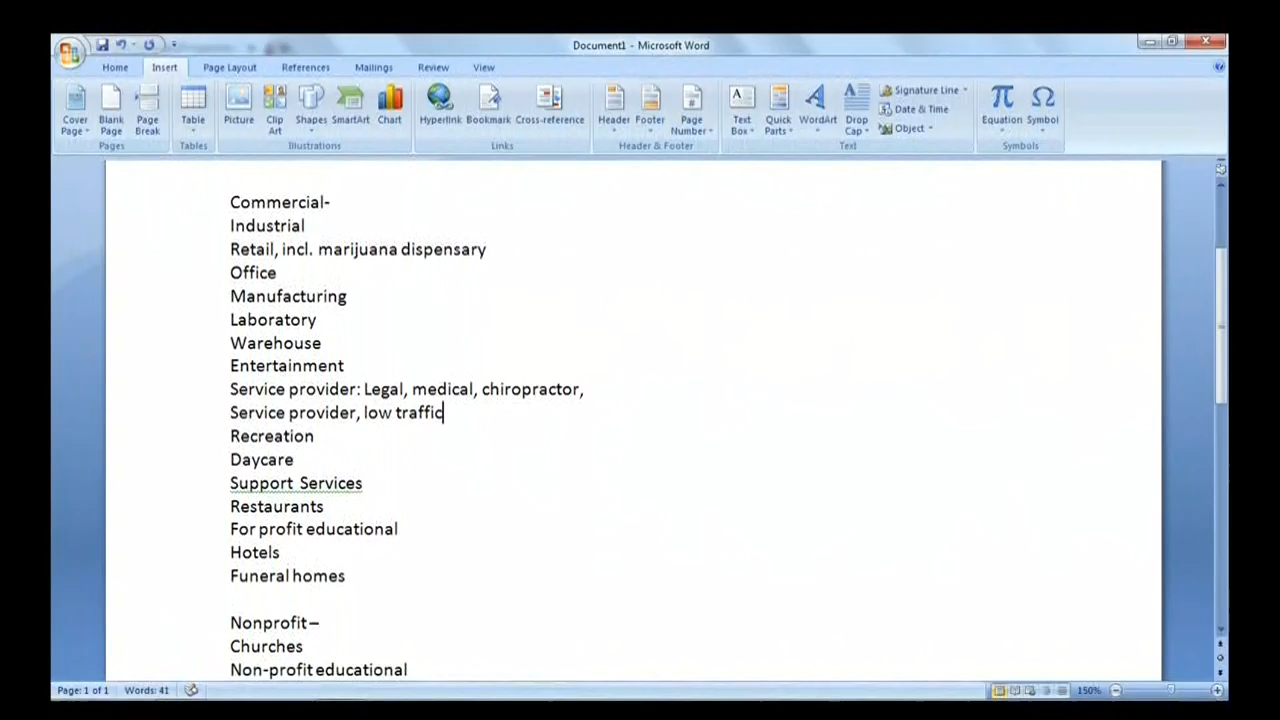 Document1 - Microsoft Word
Home Insert Page Layout References Mailings Review View
Cover Page Blank Page Page Break Table Picture Clip Art Shapes SmartArt Chart Hyperlink Bookmark Cross-reference Header Footer Page Number Text Box Quick Parts WordArt Drop Cap Signature Line Date & Time Object Equation Symbol
Pages Tables Illustrations Links Header & Footer Text Symbols
Commercial-
Industrial
Retail, incl. marijuana dispensary
Office
Manufacturing
Laboratory
Warehouse
Entertainment
Service provider: Legal, medical, chiropractor,
Service provider, low traffic
Recreation
Daycare
Support Services
Restaurants
For profit educational
Hotels
Funeral homes
Nonprofit –
Churches
Non-profit educational
Page: 1 of 1 Words: 41 150%